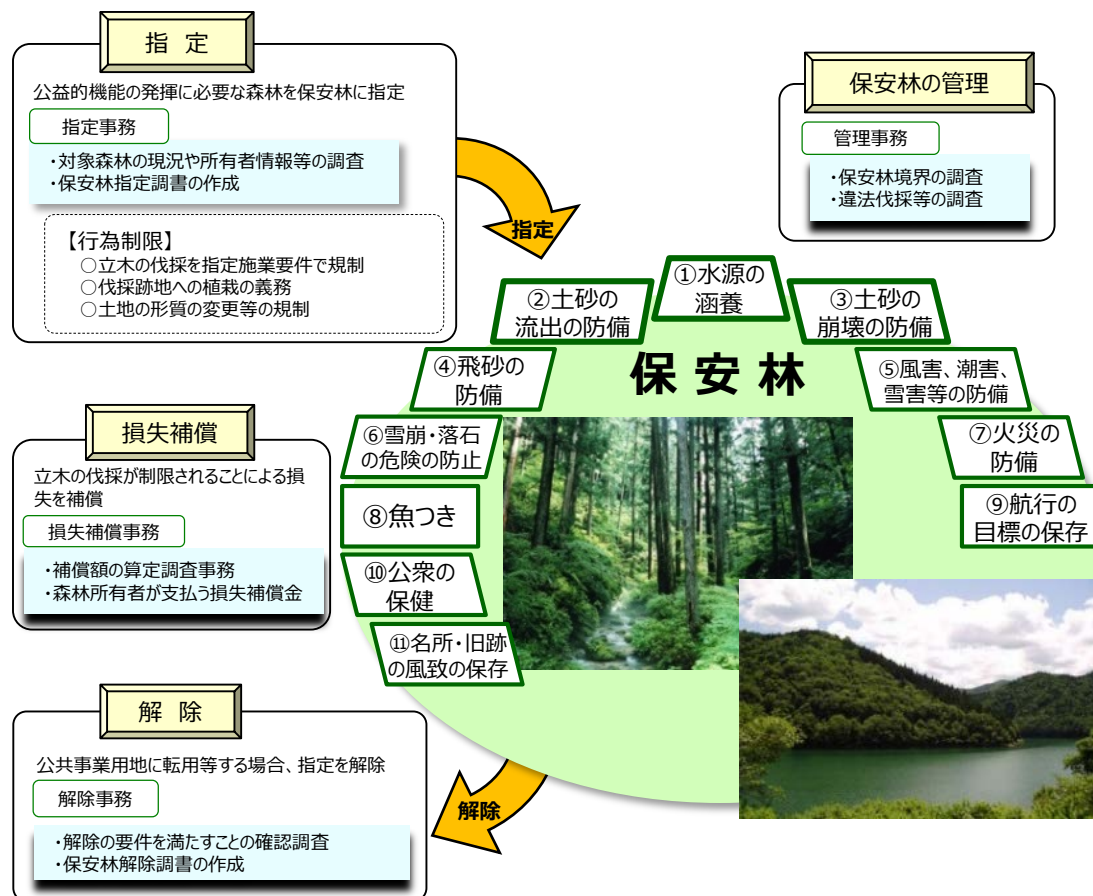 指 定
公益的機能の発揮に必要な森林を保安林に指定
指定事務
・対象森林の現況や所有者情報等の調査
・保安林指定調書の作成
【行為制限】
○立木の伐採を指定施業要件で規制
○伐採跡地への植栽の義務
○土地の形質の変更等の規制
指定
保安林の管理
管理事務
・保安林境界の調査
・違法伐採等の調査
①水源の
涵養
②土砂の
流出の防備
③土砂の
崩壊の防備
④飛砂の
防備
⑤風害、潮害、
雪害等の防備
⑥雪崩・落石
の危険の防止
⑦火災の
防備
⑧魚つき
⑨航行の
目標の保存
⑩公衆の
保健
⑪名所・旧跡
の風致の保存
保 安 林
損失補償
立木の伐採が制限されることによる損
失を補償
損失補償事務
・補償額の算定調査事務
・森林所有者が支払う損失補償金
解 除
公共事業用地に転用等する場合、指定を解除
解除事務
・解除の要件を満たすことの確認調査
・保安林解除調書の作成
解除